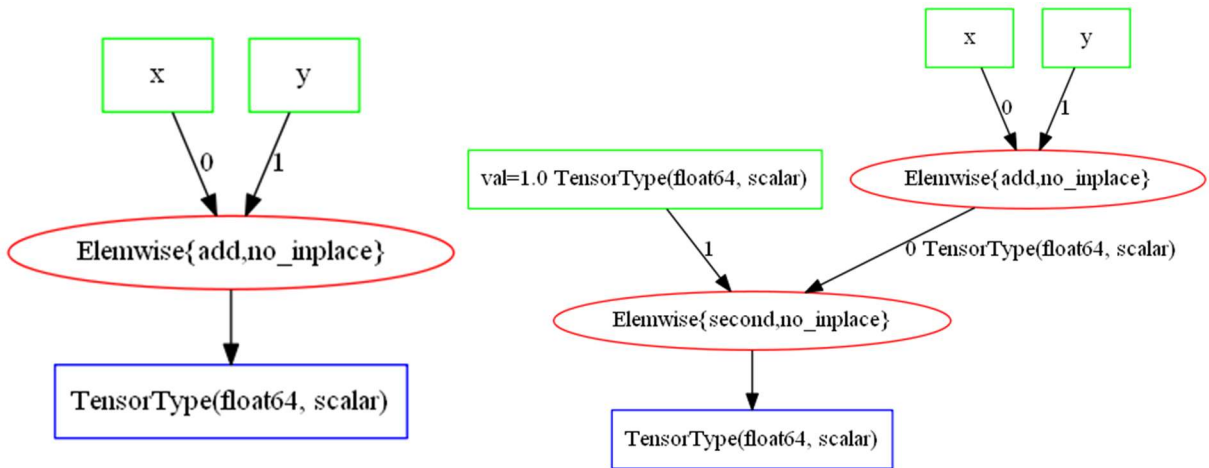 x
y
0
1
Elemwise{add,no_inplace}
TensorType(float64, scalar)
x
y
0
1
val=1.0 TensorType(float64, scalar)
Elemwise{add,no_inplace}
1
0 TensorType(float64, scalar)
Elemwise{second,no_inplace}
TensorType(float64, scalar)